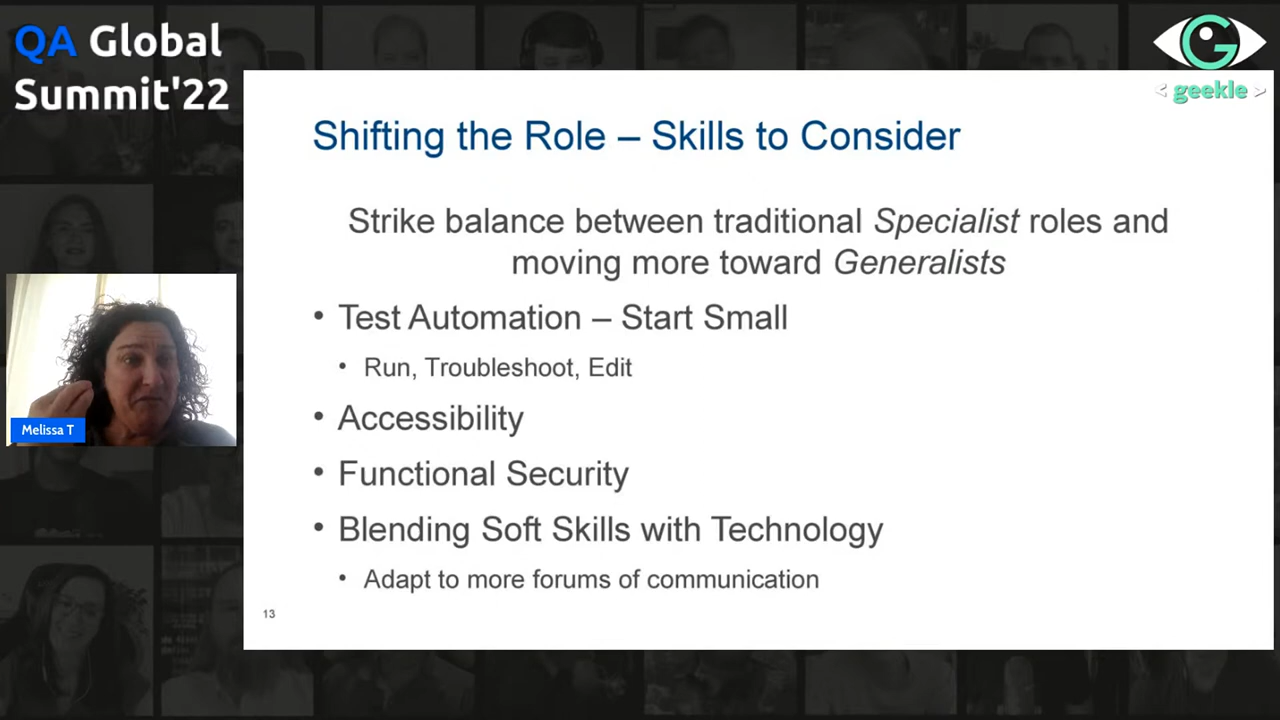 QA Global
Summit'22
< geekle >
Shifting the Role – Skills to Consider
Strike balance between traditional Specialist roles and
moving more toward Generalists
• Test Automation – Start Small
• Run, Troubleshoot, Edit
• Accessibility
• Functional Security
• Blending Soft Skills with Technology
• Adapt to more forums of communication
13
Melissa T